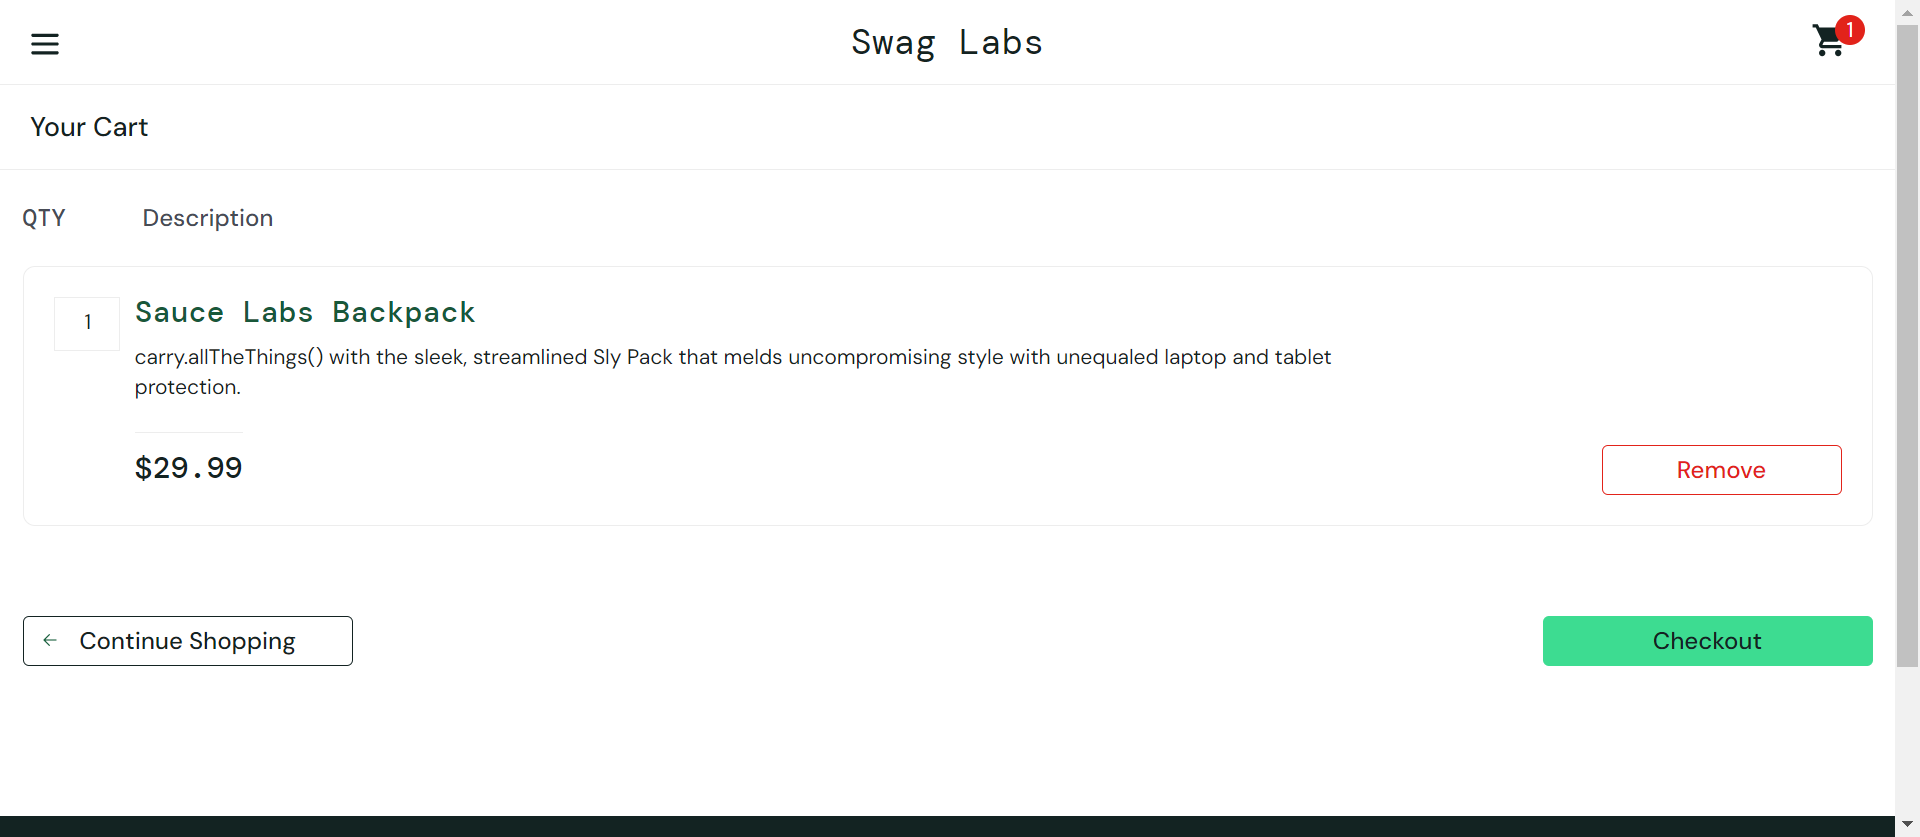 Swag Labs
1
Your Cart
QTY Description
1
Sauce Labs Backpack
carry.allTheThings() with the sleek, streamlined Sly Pack that melds uncompromising style with unequaled laptop and tablet
protection.
$29.99
Remove
Continue Shopping
Checkout